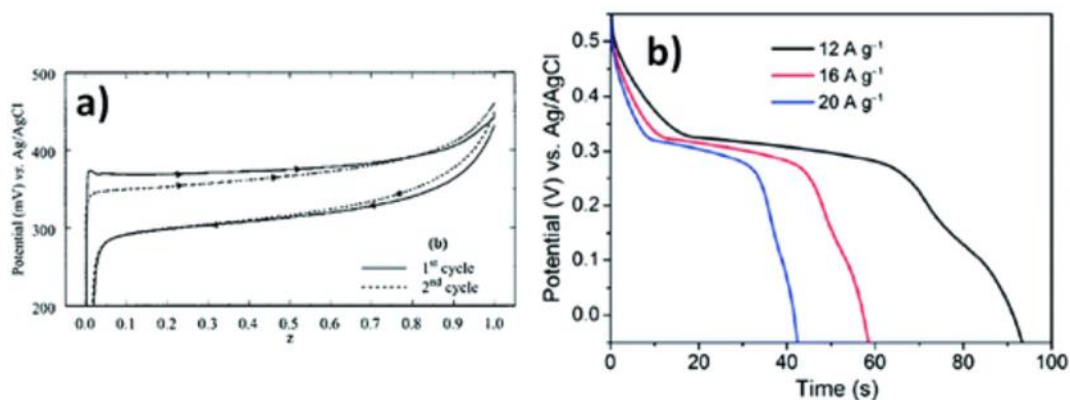 a)
Potential (mV) vs. Ag/AgCl
500
400
300
200
0.0 0.1 0.2 0.3 0.4 0.5 0.6 0.7 0.8 0.9 1.0
z
(b)
1st cycle
2nd cycle
b)
12 A g⁻¹
16 A g⁻¹
20 A g⁻¹
Potential (V) vs. Ag/AgCl
0.5
0.4
0.3
0.2
0.1
0.0
0 20 40 60 80 100
Time (s)